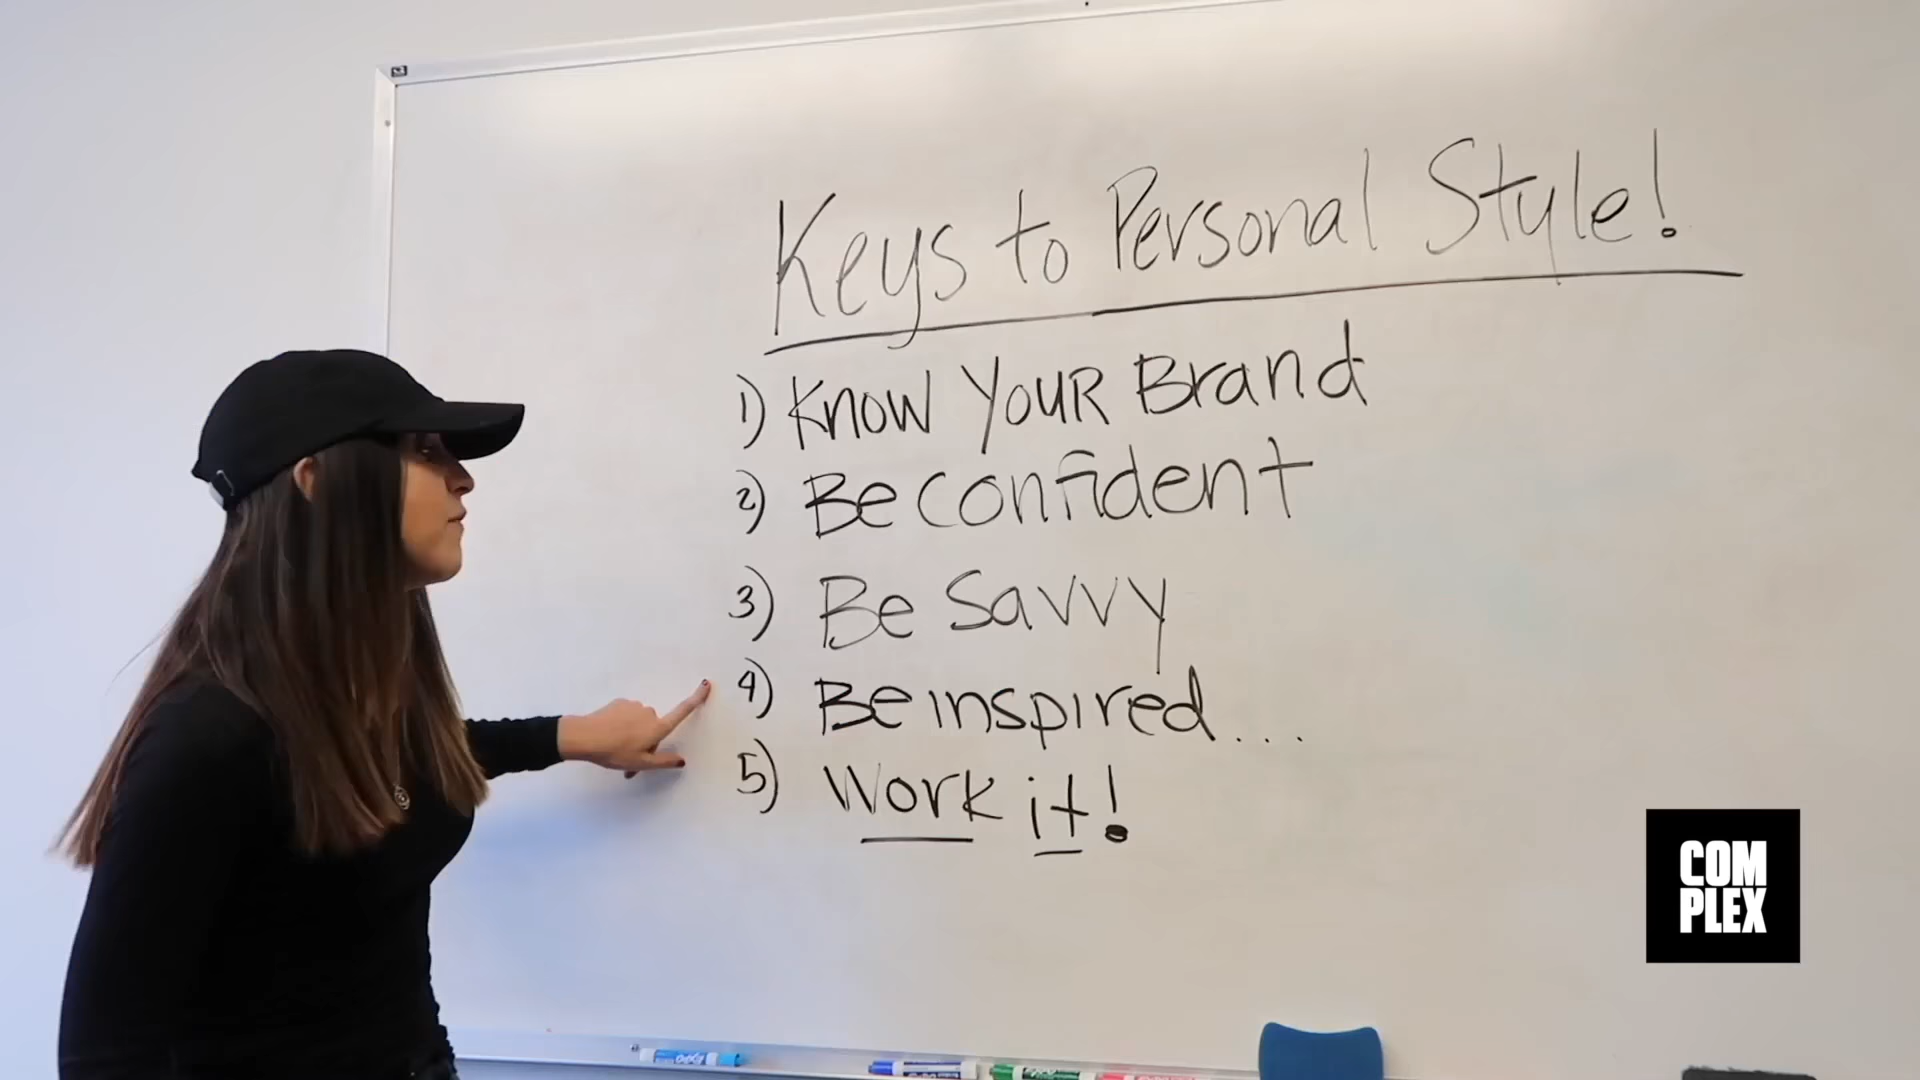 Keys to Personal Style!
1) Know YOUR Brand
2) Be confident
3) Be Savvy
4) Be inspired...
5) Work it!
COM
PLEX
EXPO